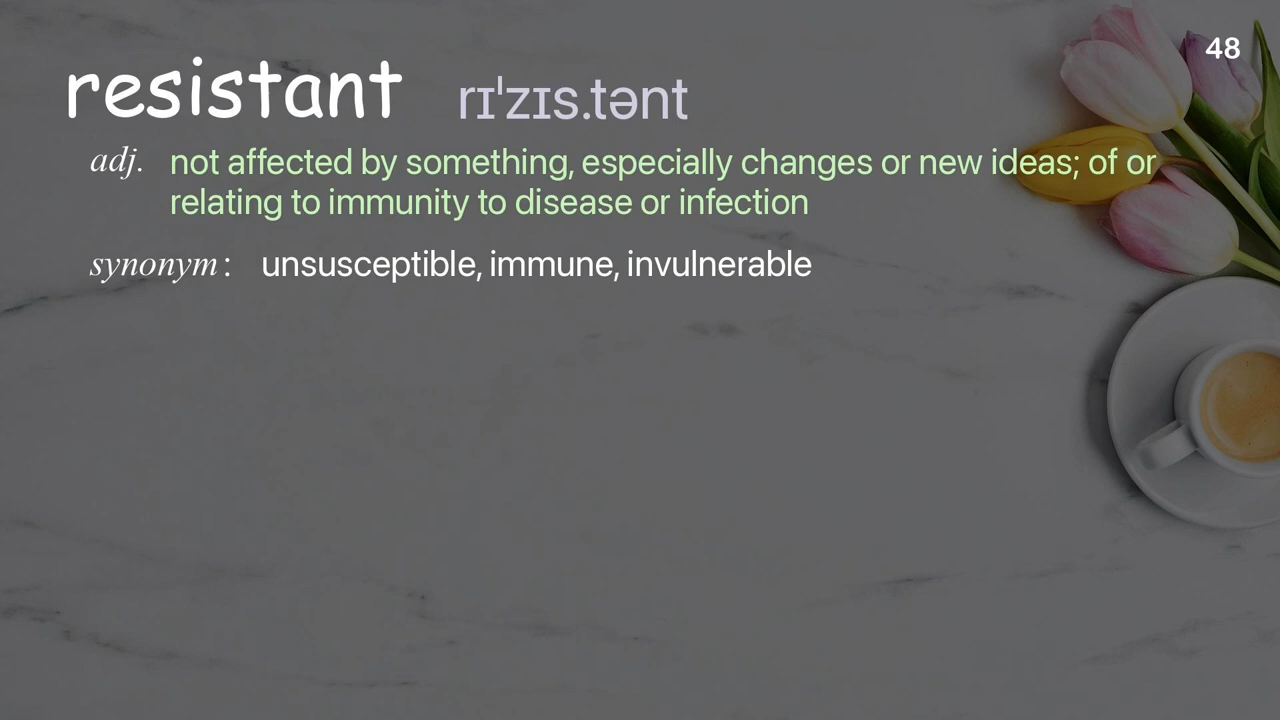 48
resistant rɪˈzɪs.tənt
adj. not affected by something, especially changes or new ideas; of or
relating to immunity to disease or infection
synonym: unsusceptible, immune, invulnerable